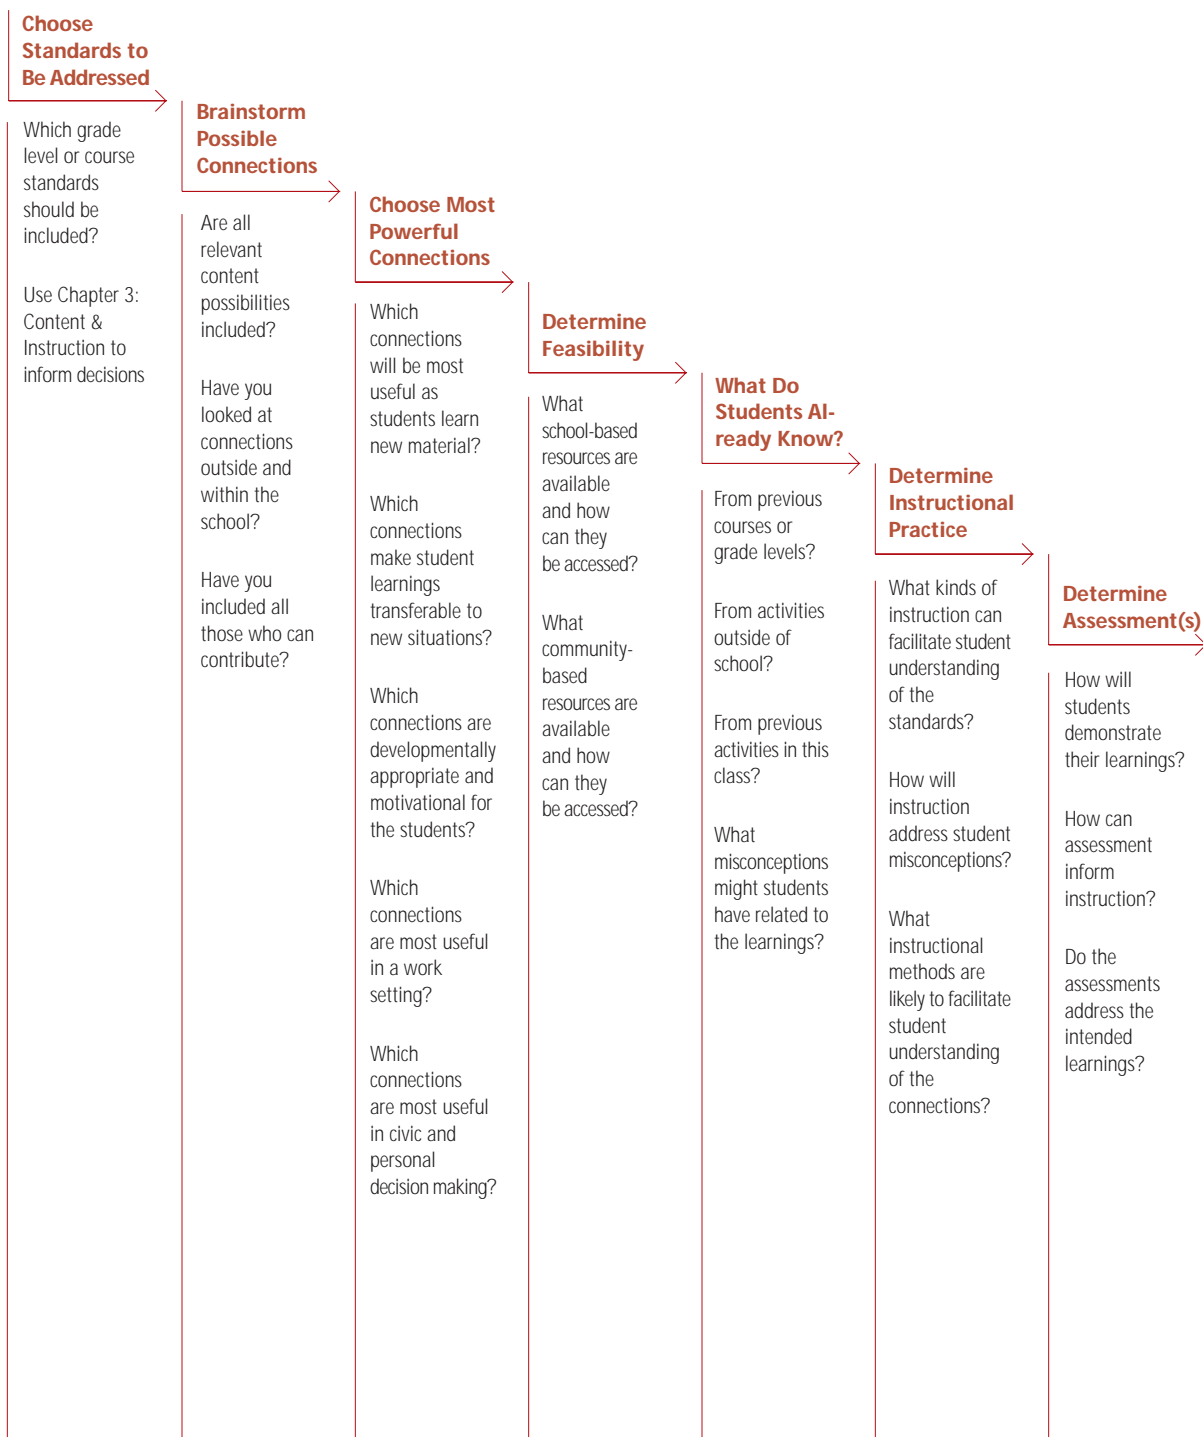 Choose
Standards to
Be Addressed
Which grade
level or course
standards
should be
included?
Use Chapter 3:
Content &
Instruction to
inform decisions
Brainstorm
Possible
Connections
Are all
relevant
content
possibilities
included?
Have you
looked at
connections
outside and
within the
school?
Have you
included all
those who can
contribute?
Choose Most
Powerful
Connections
Which
connections
will be most
useful as
students learn
new material?
Which
connections
make student
learnings
transferable to
new situations?
Which
connections are
developmentally
appropriate and
motivational for
the students?
Which
connections
are most useful
in a work
setting?
Which
connections
are most useful
in civic and
personal
decision making?
Determine
Feasibility
What
school-based
resources are
available
and how
can they
be accessed?
What
community-
based
resources are
available
and how
can they
be accessed?
What Do
Students Al-
ready Know?
From previous
courses or
grade levels?
From activities
outside of
school?
From previous
activities in this
class?
What
misconceptions
might students
have related to
the learnings?
Determine
Instructional
Practice
What kinds of
instruction can
facilitate student
understanding
of the
standards?
How will
instruction
address student
misconceptions?
What
instructional
methods are
likely to facilitate
student
understanding
of the
connections?
Determine
Assessment(s)
How will
students
demonstrate
their learnings?
How can
assessment
inform
instruction?
Do the
assessments
address the
intended
learnings?